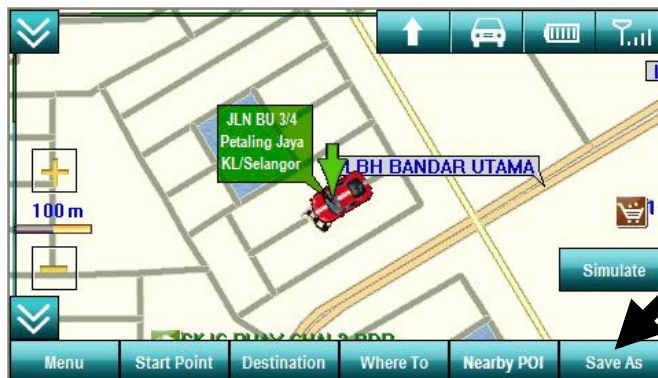 JLN BU 3/4
Petaling Jaya
KL/Selangor
LBH BANDAR UTAMA
100 m
Simulate
Menu
Start Point
Destination
Where To
Nearby POI
Save As